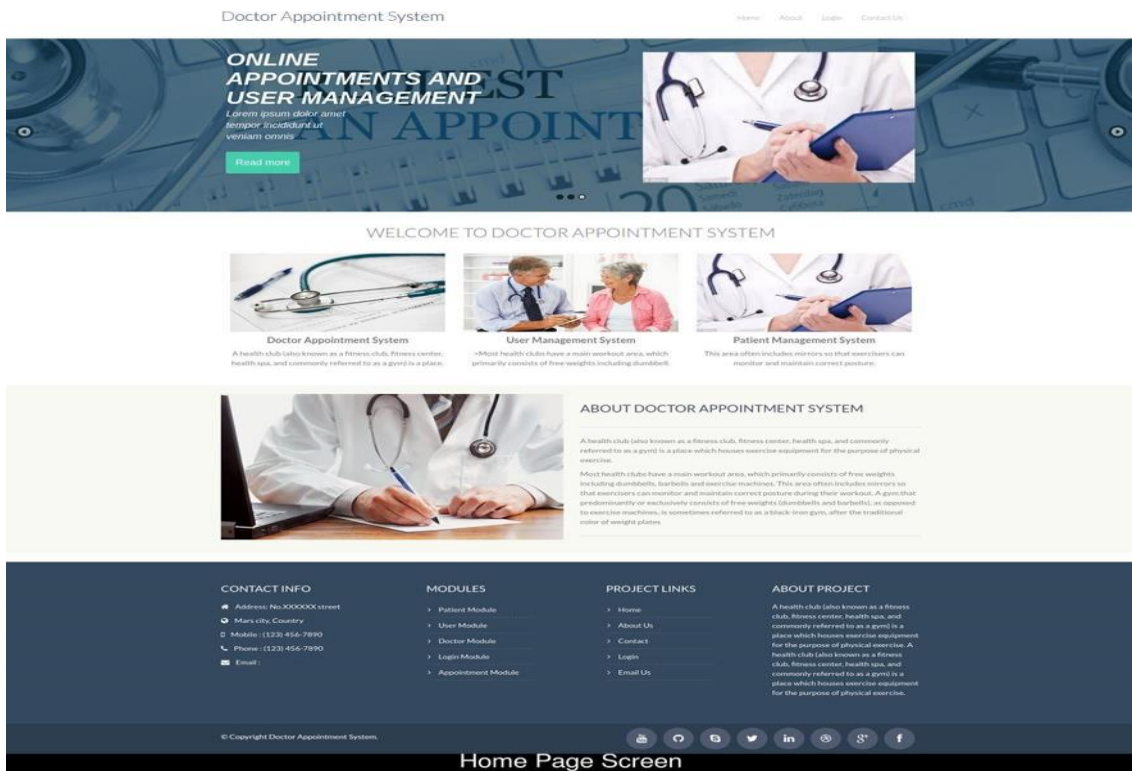 Doctor Appointment System
Home About Login Contact Us
ONLINE
APPOINTMENTS AND
USER MANAGEMENT
Lorem ipsum dolor amet
tempor incididunt ut
veniam omnis
Read more
AN APPOINT
20
cmd
WELCOME TO DOCTOR APPOINTMENT SYSTEM
Doctor Appointment System
A health club (also known as a fitness club, fitness center,
health spa, and commonly referred to as a gym) is a place.
User Management System
<Most health clubs have a main workout area, which
primarily consists of free weights including dumbbell.
Patient Management System
This area often includes mirrors so that exercisers can
monitor and maintain correct posture.
ABOUT DOCTOR APPOINTMENT SYSTEM
A health club (also known as a fitness club, fitness center, health spa, and commonly
referred to as a gym) is a place which houses exercise equipment for the purpose of physical
exercise.
Most health clubs have a main workout area, which primarily consists of free weights
including dumbbells, barbells and exercise machines. This area often includes mirrors so
that exercisers can monitor and maintain correct posture during their workout. A gym that
predominantly or exclusively consists of free weights (dumbbells and barbells), as opposed
to exercise machines, is sometimes referred to as a black-iron gym, after the traditional
color of weight plates
CONTACT INFO
Address: No.XXXXXX street
Mars city, Country
Mobile : (123) 456-7890
Phone : (123) 456-7890
Email :
MODULES
> Patient Module
> User Module
> Doctor Module
> Login Module
> Appointment Module
PROJECT LINKS
> Home
> About Us
> Contact
> Login
> Email Us
ABOUT PROJECT
A health club (also known as a fitness
club, fitness center, health spa, and
commonly referred to as a gym) is a
place which houses exercise equipment
for the purpose of physical exercise. A
health club (also known as a fitness
club, fitness center, health spa, and
commonly referred to as a gym) is a
place which houses exercise equipment
for the purpose of physical exercise.
© Copyright Doctor Appointment System.
Home Page Screen